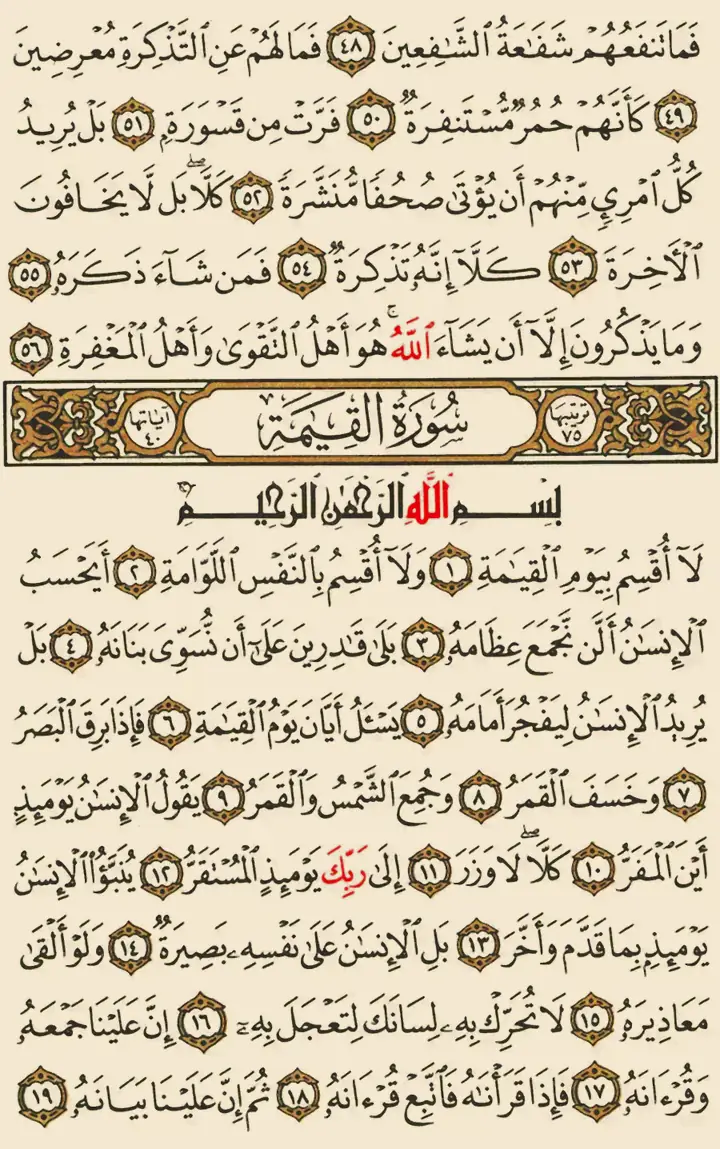 فَمَا تَنفَعُهُمْ شَفَٰعَةُ ٱلشَّٰفِعِينَ ٤٨ فَمَا لَهُمْ عَنِ ٱلتَّذْكِرَةِ مُعْرِضِينَ
٤٩ كَأَنَّهُمْ حُمُرٌ مُّسْتَنفِرَةٌ ٥٠ فَرَّتْ مِن قَسْوَرَةٍۭ ٥١ بَلْ يُرِيدُ
كُلُّ ٱمْرِئٍ مِّنْهُمْ أَن يُؤْتَىٰ صُحُفًا مُّنَشَّرَةً ٥٢ كَلَّاۖ بَل لَّا يَخَافُونَ
ٱلْأَخِرَةَ ٥٣ كَلَّآ إِنَّهُۥ تَذْكِرَةٌ ٥٤ فَمَن شَآءَ ذَكَرَهُۥ ٥٥
وَمَا يَذْكُرُونَ إِلَّآ أَن يَشَآءَ ٱللَّهُۚ هُوَ أَهْلُ ٱلتَّقْوَىٰ وَأَهْلُ ٱلْمَغْفِرَةِ ٥٦
ترتيبها ٧٥ سُورَةُ ٱلْقِيَٰمَةِ آياتها ٤٠
بِسْمِ ٱللَّهِ ٱلرَّحْمَٰنِ ٱلرَّحِيمِ
لَآ أُقْسِمُ بِيَوْمِ ٱلْقِيَٰمَةِ ١ وَلَآ أُقْسِمُ بِٱلنَّفْسِ ٱللَّوَّامَةِ ٢ أَيَحْسَبُ
ٱلْإِنسَٰنُ أَلَّن نَّجْمَعَ عِظَامَهُۥ ٣ بَلَىٰ قَٰدِرِينَ عَلَىٰٓ أَن نُّسَوِّىَ بَنَانَهُۥ ٤ بَلْ
يُرِيدُ ٱلْإِنسَٰنُ لِيَفْجُرَ أَمَامَهُۥ ٥ يَسْـَٔلُ أَيَّانَ يَوْمُ ٱلْقِيَٰمَةِ ٦ فَإِذَا بَرِقَ ٱلْبَصَرُ
٧ وَخَسَفَ ٱلْقَمَرُ ٨ وَجُمِعَ ٱلشَّمْسُ وَٱلْقَمَرُ ٩ يَقُولُ ٱلْإِنسَٰنُ يَوْمَئِذٍ
أَيْنَ ٱلْمَفَرُّ ١٠ كَلَّاۖ لَا وَزَرَ ١١ إِلَىٰ رَبِّكَ يَوْمَئِذٍ ٱلْمُسْتَقَرُّ ١٢ يُنَبَّؤُا۟ ٱلْإِنسَٰنُ
يَوْمَئِذٍۭ بِمَا قَدَّمَ وَأَخَّرَ ١٣ بَلِ ٱلْإِنسَٰنُ عَلَىٰ نَفْسِهِۦ بَصِيرَةٌ ١٤ وَلَوْ أَلْقَىٰ
مَعَاذِيرَهُۥ ١٥ لَا تُحَرِّكْ بِهِۦ لِسَانَكَ لِتَعْجَلَ بِهِۦٓ ١٦ إِنَّ عَلَيْنَا جَمْعَهُۥ
وَقُرْءَانَهُۥ ١٧ فَإِذَا قَرَأْنَٰهُ فَٱتَّبِعْ قُرْءَانَهُۥ ١٨ ثُمَّ إِنَّ عَلَيْنَا بَيَانَهُۥ ١٩